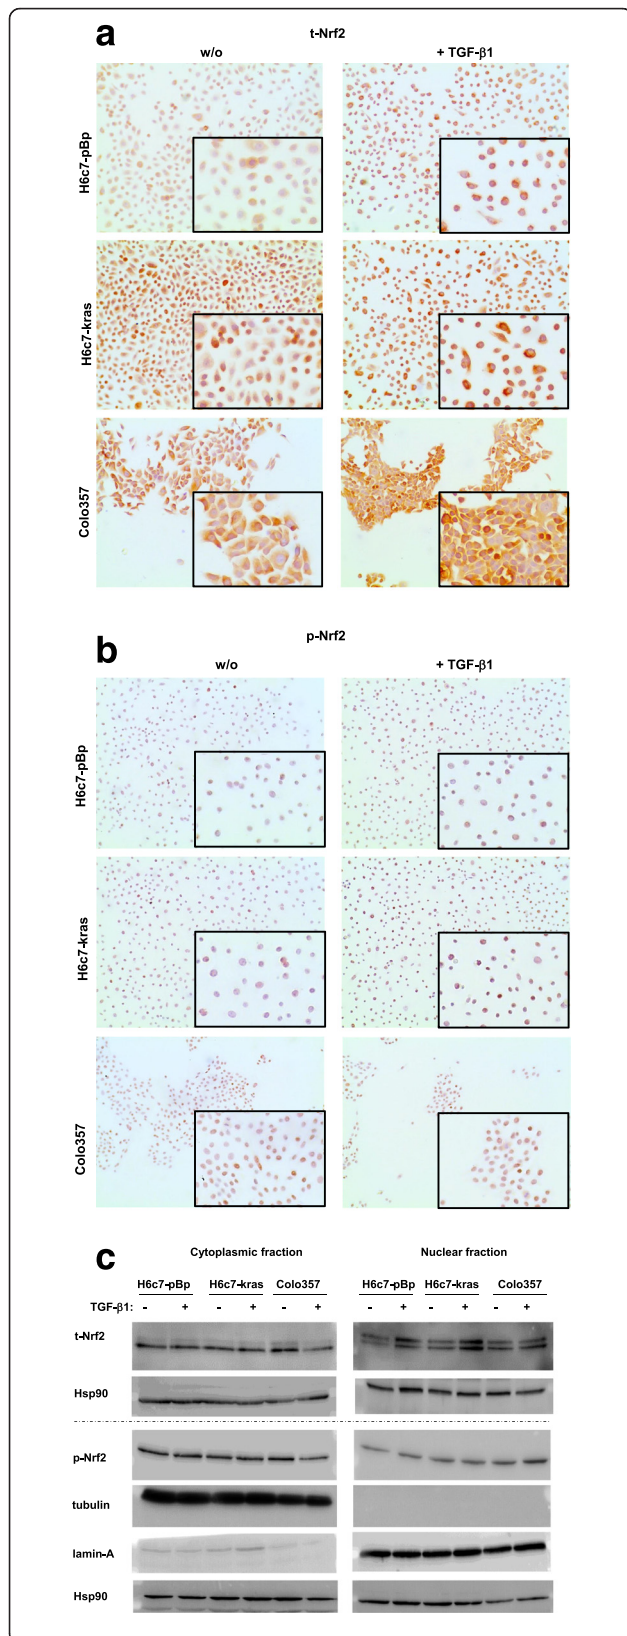 a
t-Nrf2
w/o + TGF-β1
H6c7-pBp
H6c7-kras
Colo357
b
p-Nrf2
w/o + TGF-β1
H6c7-pBp
H6c7-kras
Colo357
c
Cytoplasmic fraction Nuclear fraction
H6c7-pBp H6c7-kras Colo357 H6c7-pBp H6c7-kras Colo357
TGF-β1: - + - + - + - + - + - +
t-Nrf2
Hsp90
p-Nrf2
tubulin
lamin-A
Hsp90